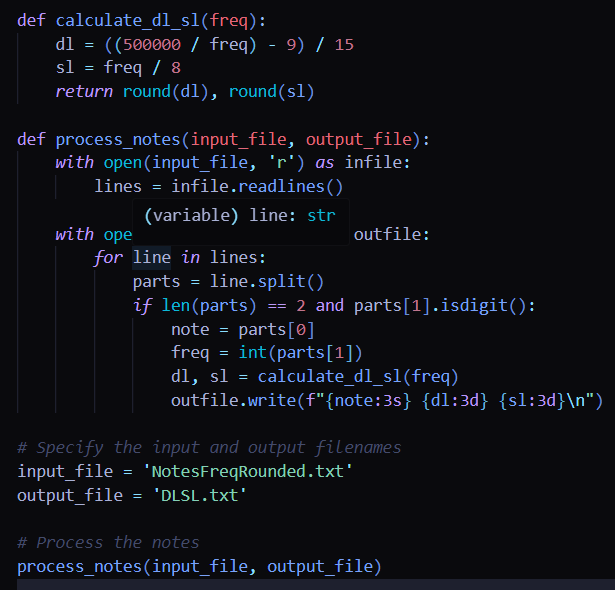 def calculate_dl_sl(freq):
    dl = ((500000 / freq) - 9) / 15
    sl = freq / 8
    return round(dl), round(sl)

def process_notes(input_file, output_file):
    with open(input_file, 'r') as infile:
        lines = infile.readlines()
(variable) line: str
    with ope outfile:
        for line in lines:
            parts = line.split()
            if len(parts) == 2 and parts[1].isdigit():
                note = parts[0]
                freq = int(parts[1])
                dl, sl = calculate_dl_sl(freq)
                outfile.write(f"{note:3s} {dl:3d} {sl:3d}\n")

# Specify the input and output filenames
input_file = 'NotesFreqRounded.txt'
output_file = 'DLSL.txt'

# Process the notes
process_notes(input_file, output_file)